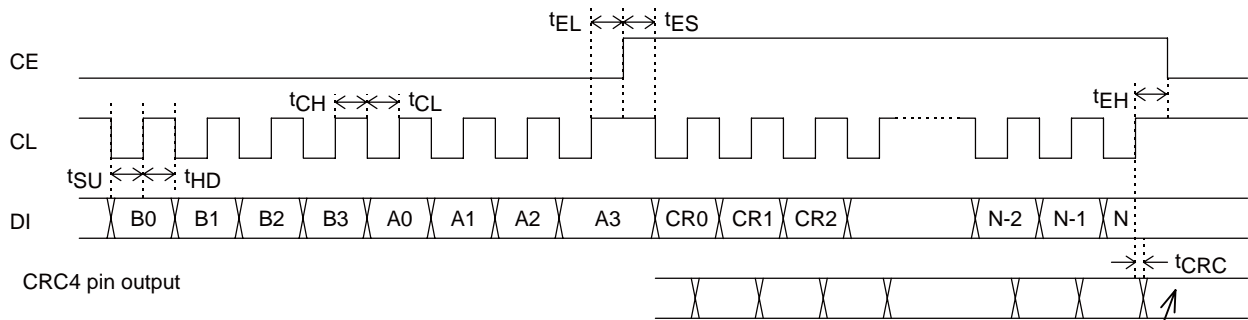 tEL tES
CE
tCH tCL tEH
CL
tSU tHD
DI B0 B1 B2 B3 A0 A1 A2 A3 CR0 CR1 CR2 N-2 N-1 N
tCRC
CRC4 pin output